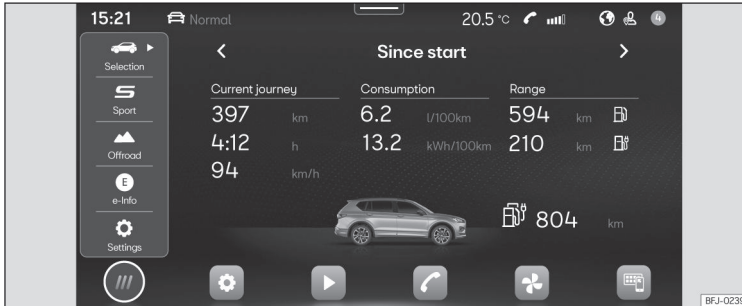 15:21 Normal 20.5 °C 4
Selection
Sport
Offroad
E
e-Info
Settings
Since start
Current journey Consumption Range
397 km 6.2 l/100km 594 km
4:12 h 13.2 kWh/100km 210 km
94 km/h
804 km
BFJ-0239